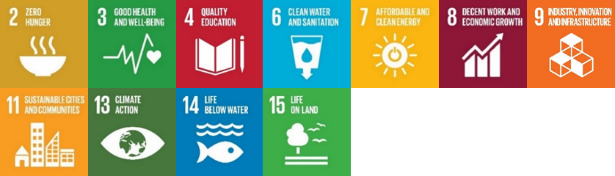 2 ZERO
HUNGER
3 GOOD HEALTH
AND WELL-BEING
4 QUALITY
EDUCATION
6 CLEAN WATER
AND SANITATION
7 AFFORDABLE AND
CLEAN ENERGY
8 DECENT WORK AND
ECONOMIC GROWTH
9 INDUSTRY, INNOVATION
AND INFRASTRUCTURE
11 SUSTAINABLE CITIES
AND COMMUNITIES
13 CLIMATE
ACTION
14 LIFE
BELOW WATER
15 LIFE
ON LAND